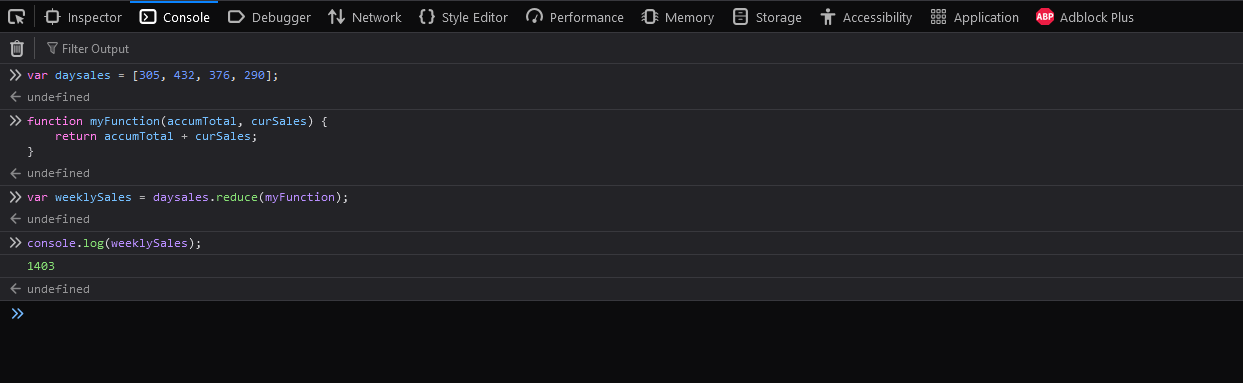 Inspector Console Debugger Network Style Editor Performance Memory Storage Accessibility Application ABP Adblock Plus
Filter Output
var daysales = [305, 432, 376, 290];
undefined
function myFunction(accumTotal, curSales) {
    return accumTotal + curSales;
}
undefined
var weeklySales = daysales.reduce(myFunction);
undefined
console.log(weeklySales);
1403
undefined